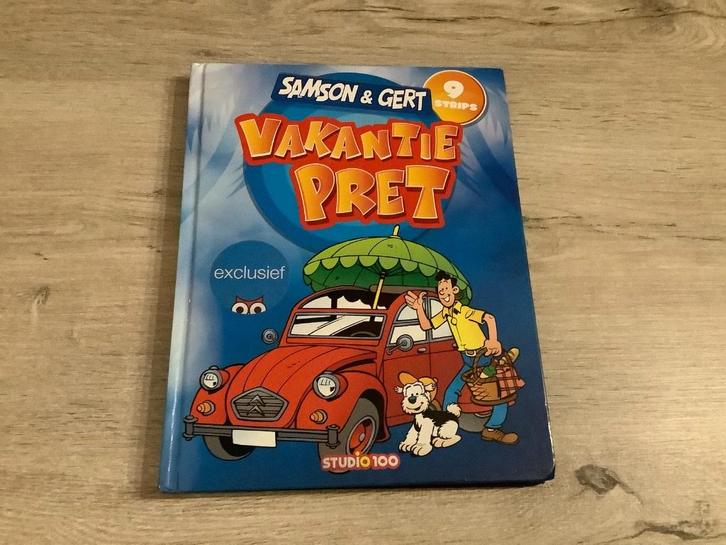 SAMSON & GERT
9
STRIPS
VAKANTIE
PRET
exclusief
STUDIO 100